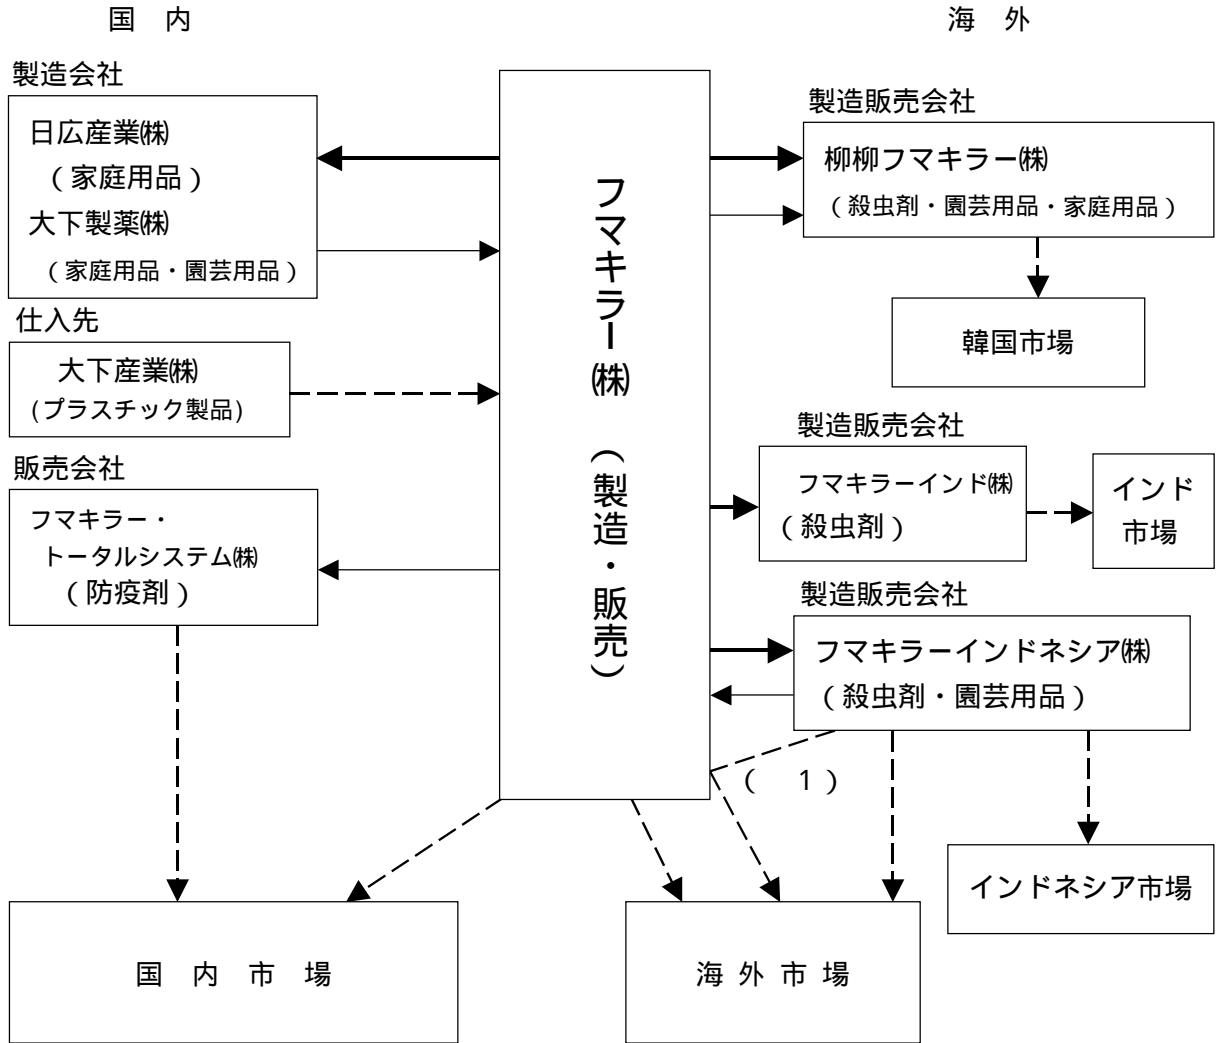 国　内
海　外
製造会社
日広産業㈱
（家庭用品）
大下製薬㈱
（家庭用品・園芸用品）
仕入先
大下産業㈱
(プラスチック製品)
販売会社
フマキラー・
トータルシステム㈱
（防疫剤）
フマキラー㈱　（製造・販売）
製造販売会社
柳柳フマキラー㈱
（殺虫剤・園芸用品・家庭用品）
韓国市場
製造販売会社
フマキラーインド㈱
（殺虫剤）
インド
市場
製造販売会社
フマキラーインドネシア㈱
（殺虫剤・園芸用品）
（　1）
インドネシア市場
国　内　市　場
海 外 市 場